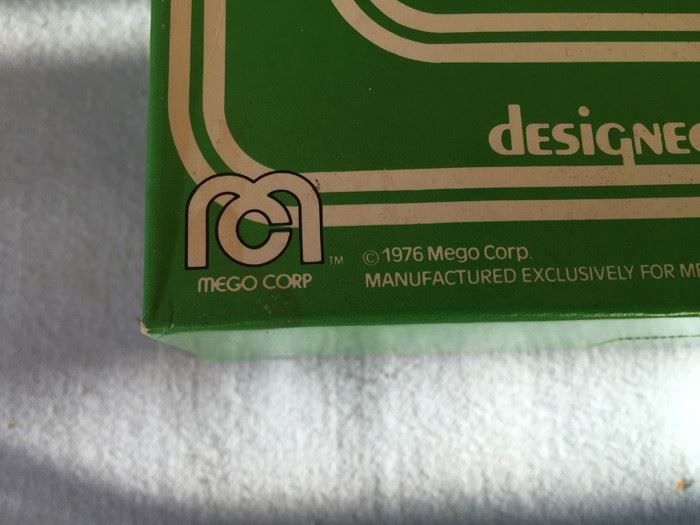 designe
MEGO CORP ™
© 1976 Mego Corp.
MANUFACTURED EXCLUSIVELY FOR M